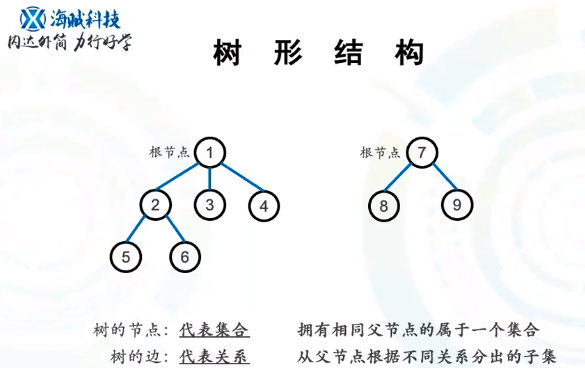 海贼科技
内达外简 力行好学
树形结构
根节点 1
根节点 7
2 3 4
8 9
5 6
树的节点：代表集合 拥有相同父节点的属于一个集合
树的边：代表关系 从父节点根据不同关系分出的子集